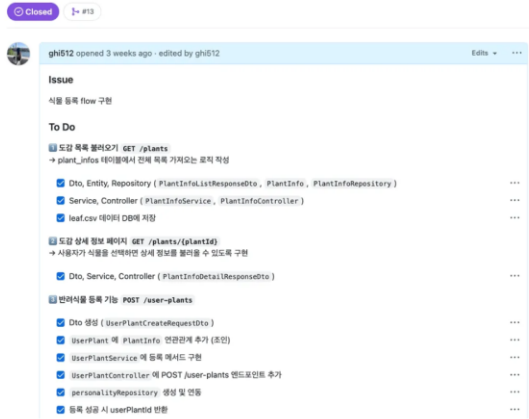 Closed #13
ghi512 opened 3 weeks ago · edited by ghi512 Edits
Issue
식물 등록 flow 구현
To Do
1 도감 목록 불러오기 GET /plants
→ plant_infos 테이블에서 전체 목록 가져오는 로직 작성
Dto, Entity, Repository ( PlantInfoListResponseDto , PlantInfo , PlantInfoRepository )
Service, Controller ( PlantInfoService , PlantInfoController )
leaf.csv 데이터 DB에 저장
2 도감 상세 정보 페이지 GET /plants/{plantId}
→ 사용자가 식물을 선택하면 상세 정보를 불러올 수 있도록 구현
Dto, Service, Controller ( PlantInfoDetailResponseDto )
3 반려식물 등록 기능 POST /user-plants
Dto 생성 ( UserPlantCreateRequestDto )
UserPlant 에 PlantInfo 연관관계 추가 (조인)
UserPlantService 에 등록 메서드 구현
UserPlantController 에 POST /user-plants 엔드포인트 추가
personalityRepository 생성 및 연동
등록 성공 시 userPlantId 반환